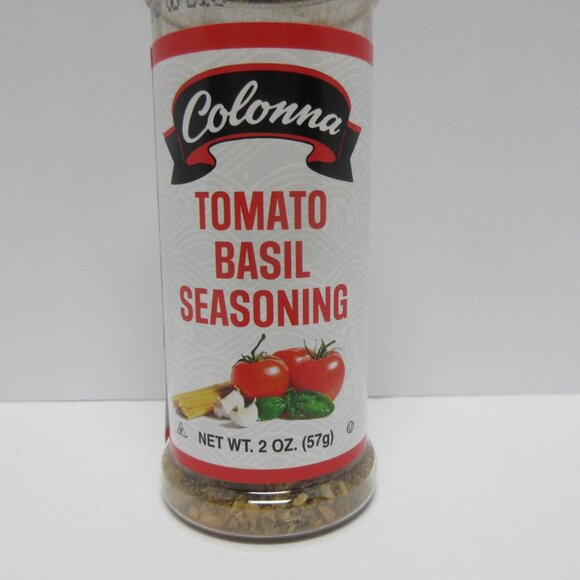 Colonna
TOMATO
BASIL
SEASONING
NET WT. 2 OZ. (57g)